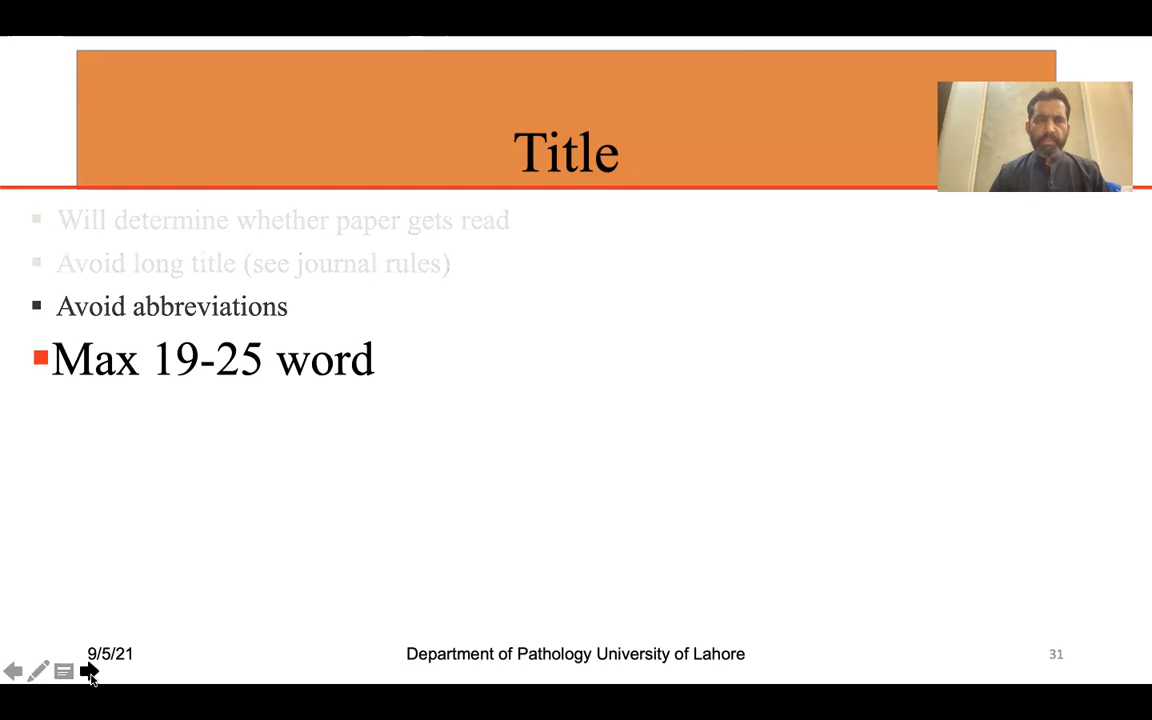 Title
▪ Will determine whether paper gets read
▪ Avoid long title (see journal rules)
▪ Avoid abbreviations
▪Max 19-25 word
9/5/21 Department of Pathology University of Lahore 31